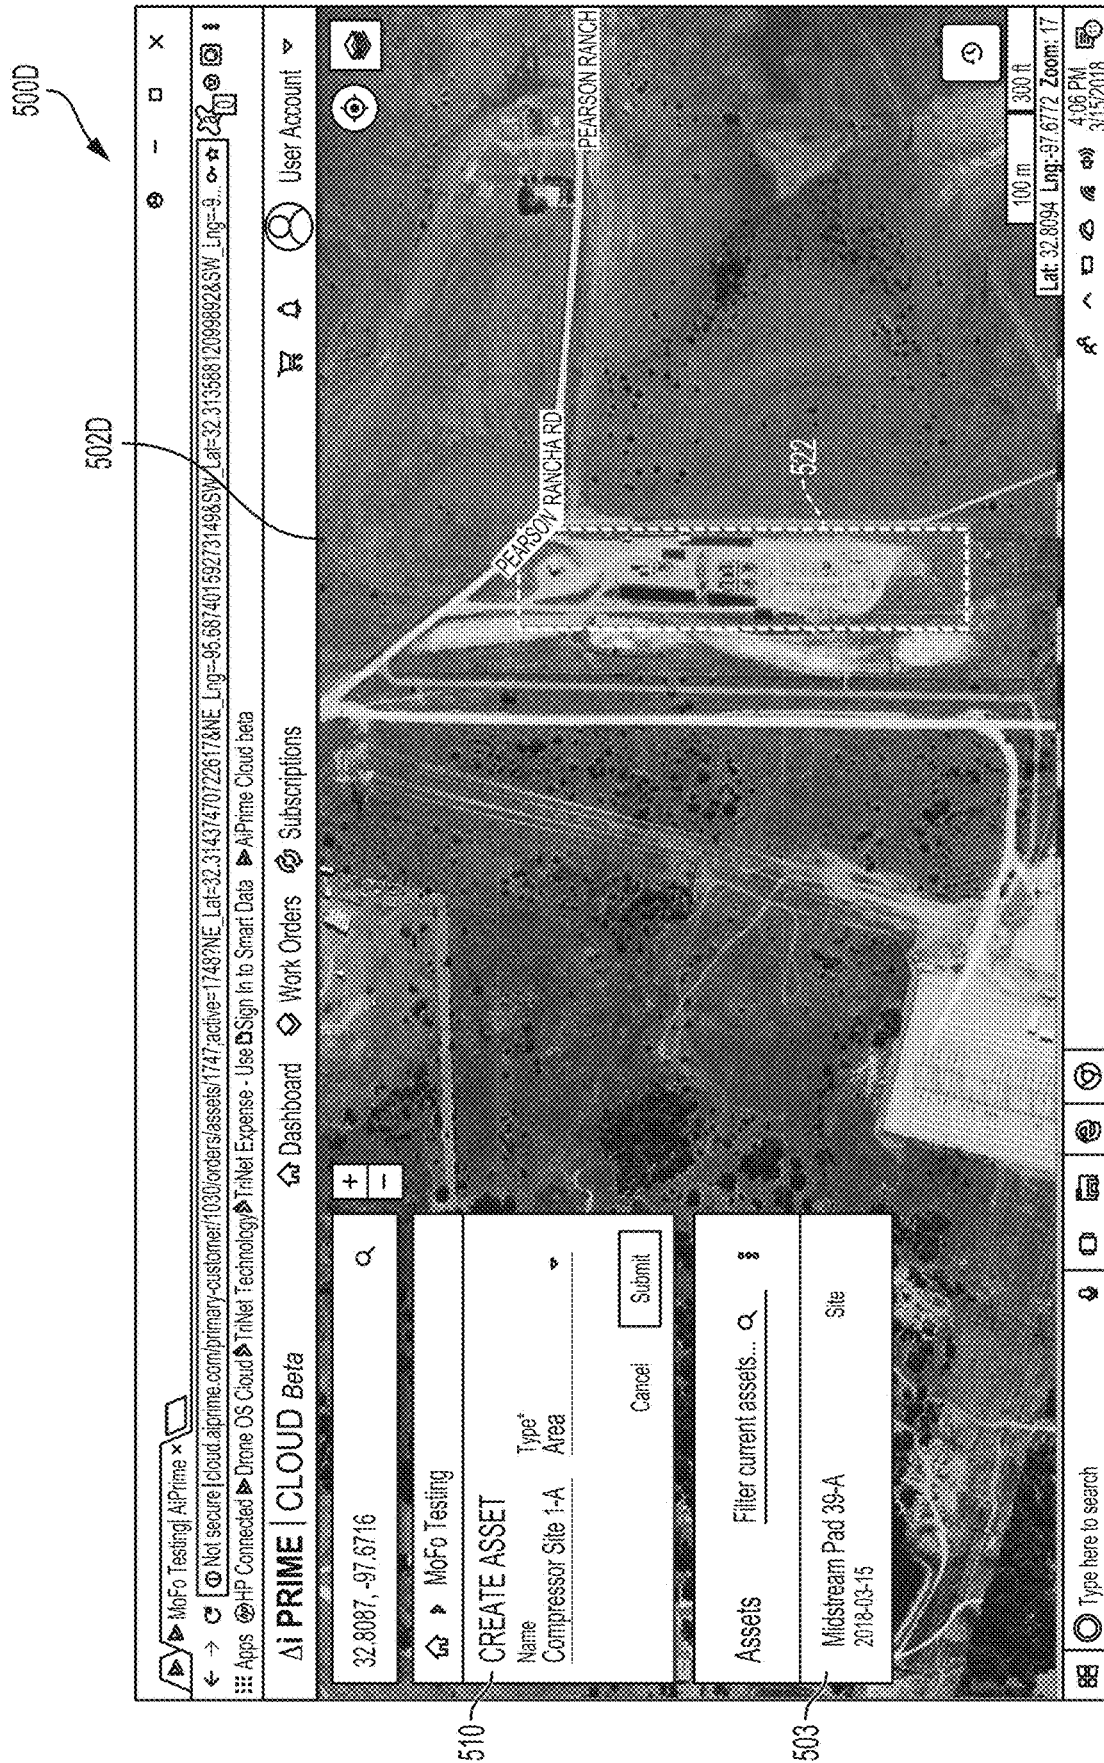 500D
502D
MoFo Testing| AiPrime ×
Not secure | cloud.aiprime.com/primary-customer/1030/orders/assets/1747?active=1748?NE_Lat=32.31437470722617&NE_Lng=-95.68740159273149&SW_Lat=32.31358812099892&SW_Lng=-9...
Apps HP Connected Drone OS Cloud TriNet Technology TriNet Expense - Use Sign In to Smart Data AiPrime Cloud beta
Ai PRIME | CLOUD Beta Dashboard Work Orders Subscriptions User Account
32.8087, -97.6716
+
-
MoFo Testing
510
CREATE ASSET
Name Type*
Compressor Site 1-A Area
Cancel Submit
Assets Filter current assets...
503
Midstream Pad 39-A Site
2018-03-15
PEARSON RANCHA RD
PEARSON RANCH
522
100 m 300 ft
Lat: 32.8094 Lng:-97.6772 Zoom: 17
Type here to search
4:06 PM
3/15/2018